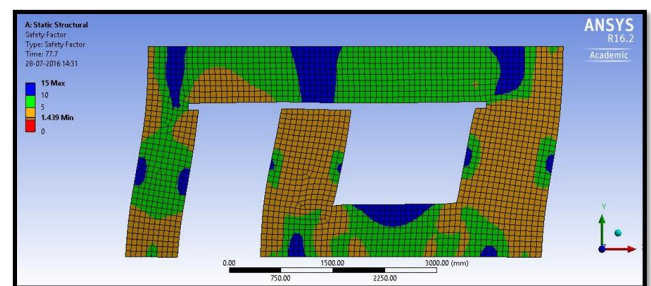 A: Static Structural
Safety Factor
Type: Safety Factor
Time: 77.7
28-07-2016 14:31
15 Max
10
5
1.439 Min
0
ANSYS
R16.2
Academic
Y
0.00 1500.00 3000.00 (mm)
750.00 2250.00